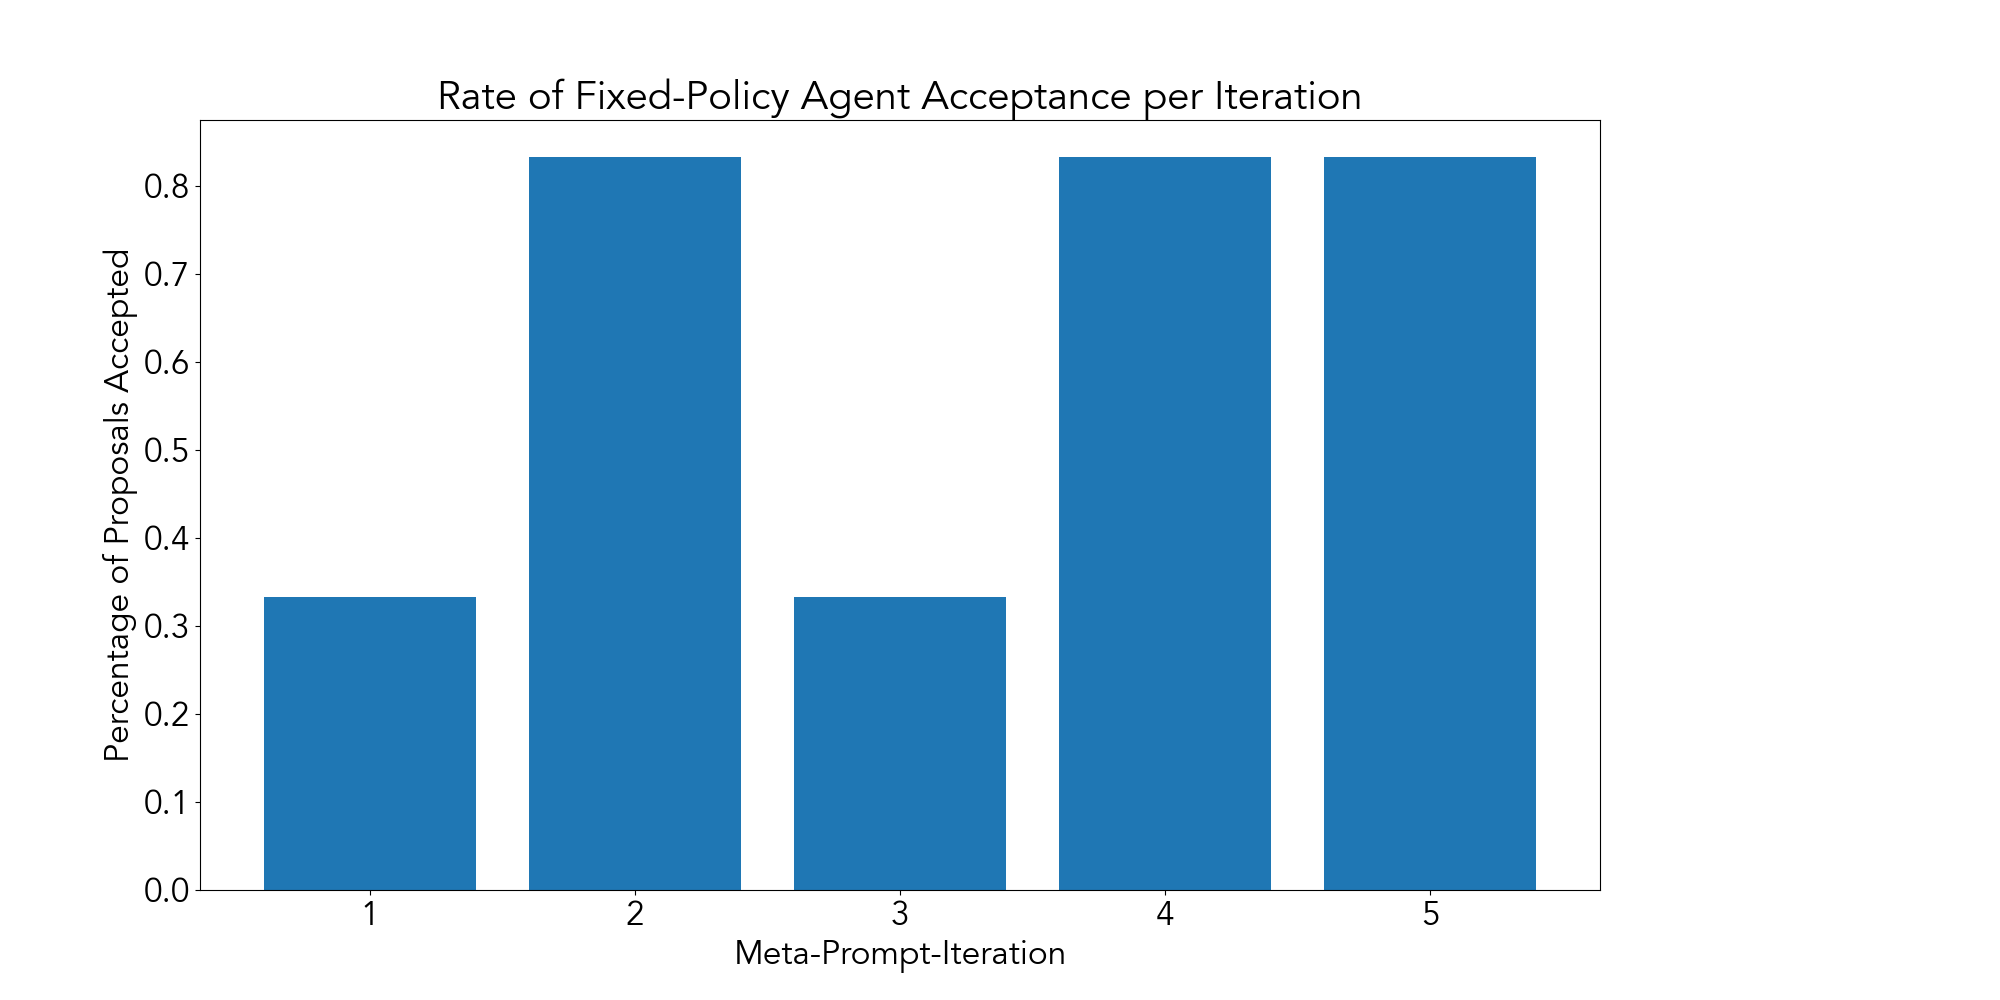 Rate of Fixed-Policy Agent Acceptance per Iteration
Percentage of Proposals Accepted
0.8
0.7
0.6
0.5
0.4
0.3
0.2
0.1
0.0
1 2 3 4 5
Meta-Prompt-Iteration